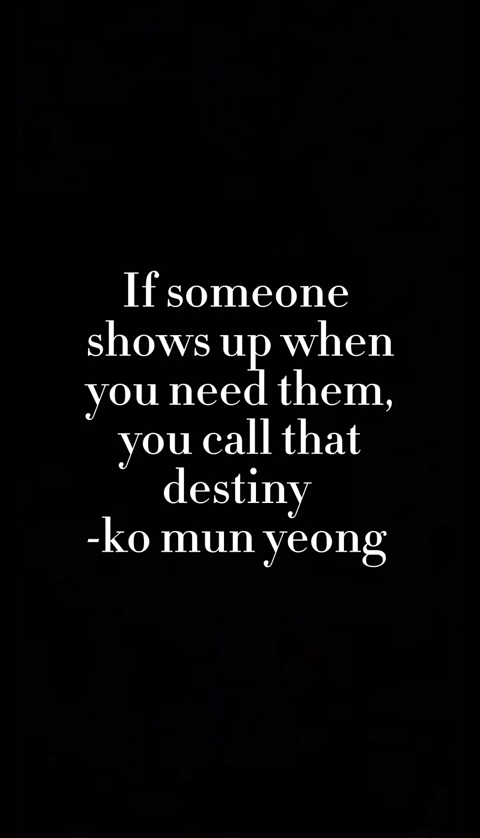 If someone
shows up when
you need them,
you call that
destiny
-ko mun yeong